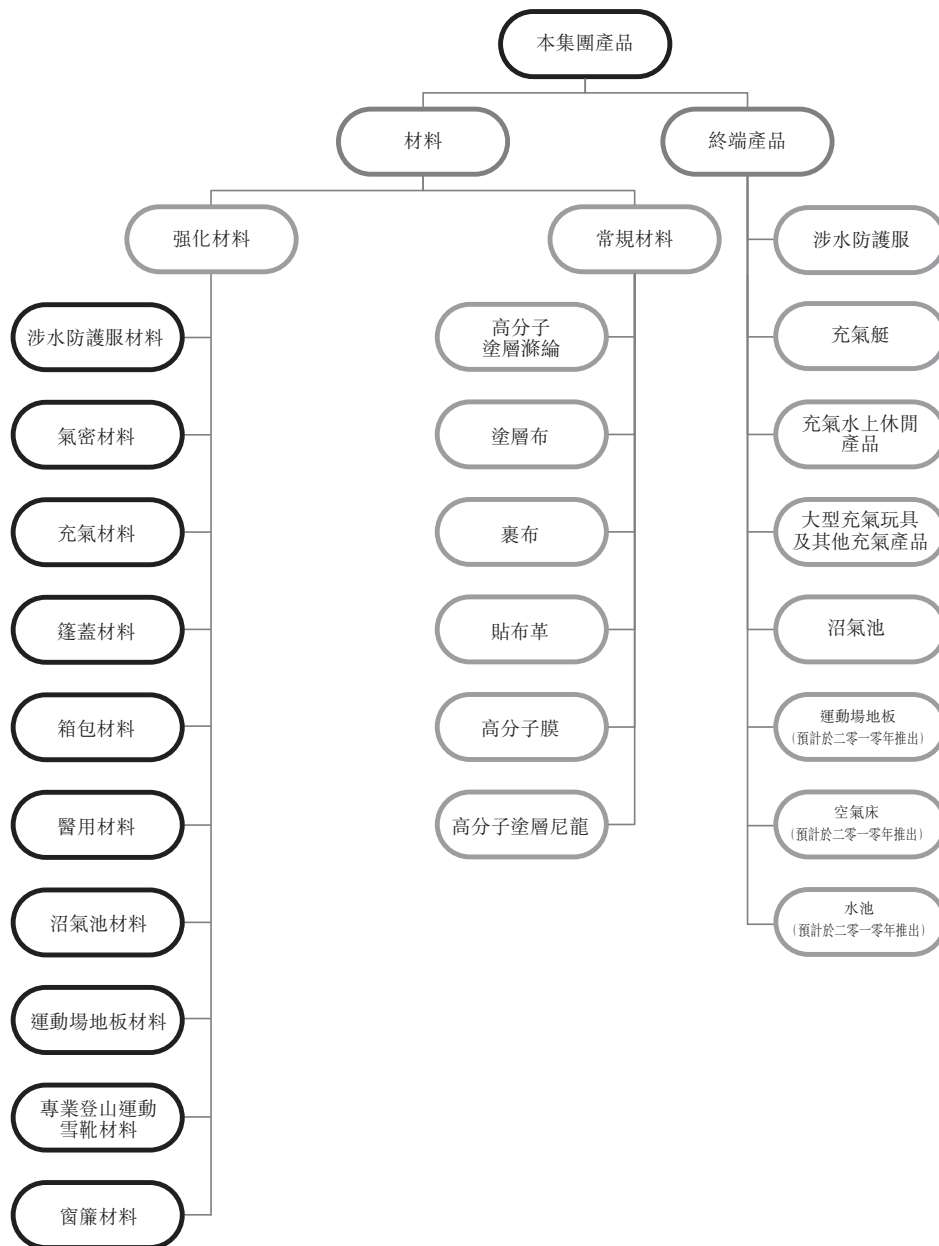 本集團產品
材料
終端產品
强化材料
常規材料
涉水防護服材料
氣密材料
充氣材料
篷蓋材料
箱包材料
醫用材料
沼氣池材料
運動場地板材料
專業登山運動
雪靴材料
窗簾材料
高分子
塗層滌綸
塗層布
裹布
貼布革
高分子膜
高分子塗層尼龍
涉水防護服
充氣艇
充氣水上休閒
產品
大型充氣玩具
及其他充氣產品
沼氣池
運動場地板
(預計於二零一零年推出)
空氣床
(預計於二零一零年推出)
水池
(預計於二零一零年推出)